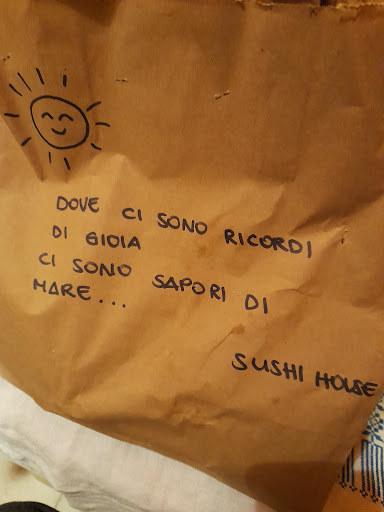 DOVE CI SONO RICORDI
DI GIOIA
CI SONO SAPORI DI
MARE...
SUSHI HOUSE